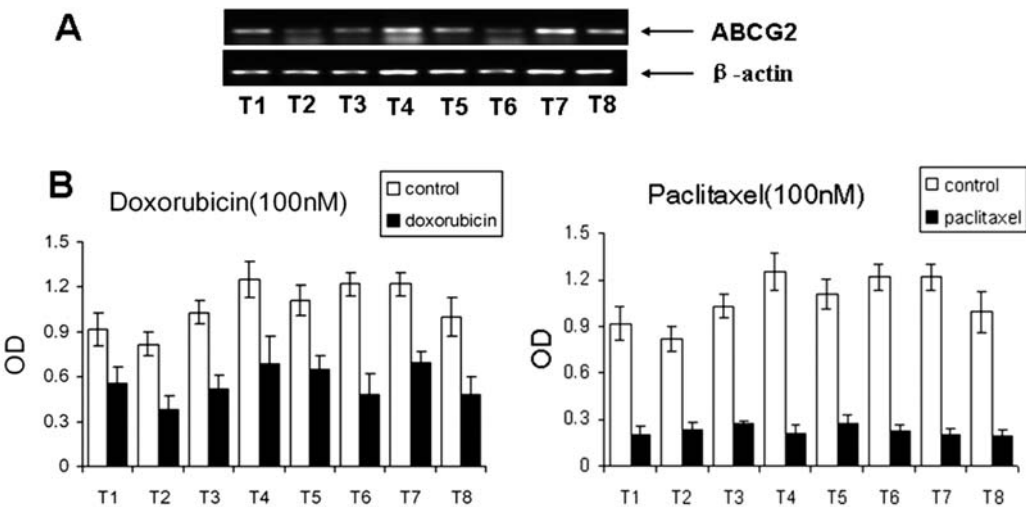 A
ABCG2
β-actin
T1 T2 T3 T4 T5 T6 T7 T8
B
Doxorubicin(100nM)
control
doxorubicin
1.5
1.2
0.9
0.6
0.3
0
OD
T1 T2 T3 T4 T5 T6 T7 T8
Paclitaxel(100nM)
control
paclitaxel
1.5
1.2
0.9
0.6
0.3
0
OD
T1 T2 T3 T4 T5 T6 T7 T8